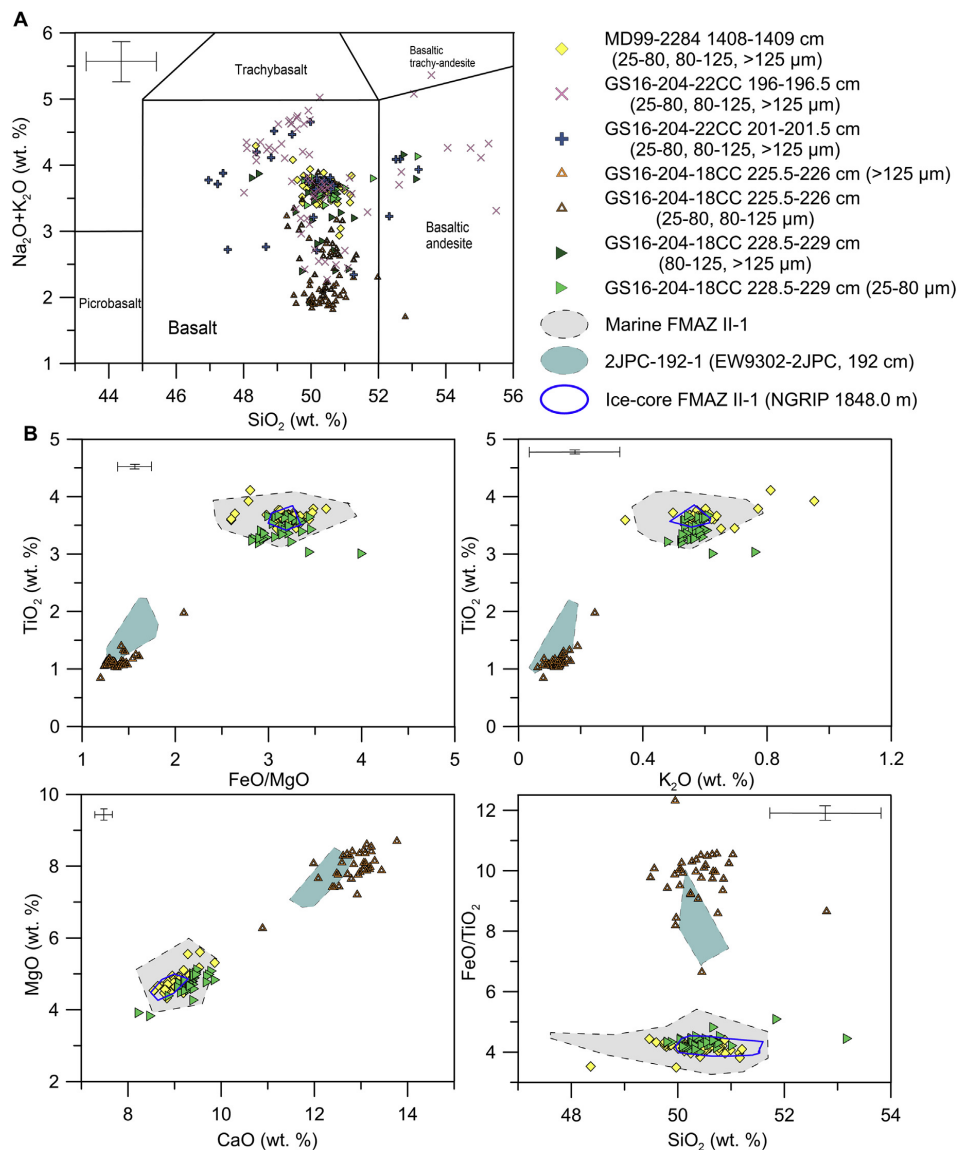 A
6
5
4
3
2
1
44
46
48
50
52
54
56
Na₂O+K₂O (wt. %)
SiO₂ (wt. %)
Trachybasalt
Basaltic
trachy-andesite
Basaltic
andesite
Picrobasalt
Basalt
MD99-2284 1408-1409 cm
(25-80, 80-125, >125 µm)
GS16-204-22CC 196-196.5 cm
(25-80, 80-125, >125 µm)
GS16-204-22CC 201-201.5 cm
(25-80, 80-125, >125 µm)
GS16-204-18CC 225.5-226 cm (>125 µm)
GS16-204-18CC 225.5-226 cm
(25-80, 80-125 µm)
GS16-204-18CC 228.5-229 cm
(80-125, >125 µm)
GS16-204-18CC 228.5-229 cm (25-80 µm)
Marine FMAZ II-1
2JPC-192-1 (EW9302-2JPC, 192 cm)
Ice-core FMAZ II-1 (NGRIP 1848.0 m)
B
5
4
3
2
1
0
1
2
3
4
5
TiO₂ (wt. %)
FeO/MgO
5
4
3
2
1
0
0
0.4
0.8
1.2
TiO₂ (wt. %)
K₂O (wt. %)
10
8
6
4
2
8
10
12
14
MgO (wt. %)
CaO (wt. %)
12
10
8
6
4
48
50
52
54
FeO/TiO₂
SiO₂ (wt. %)